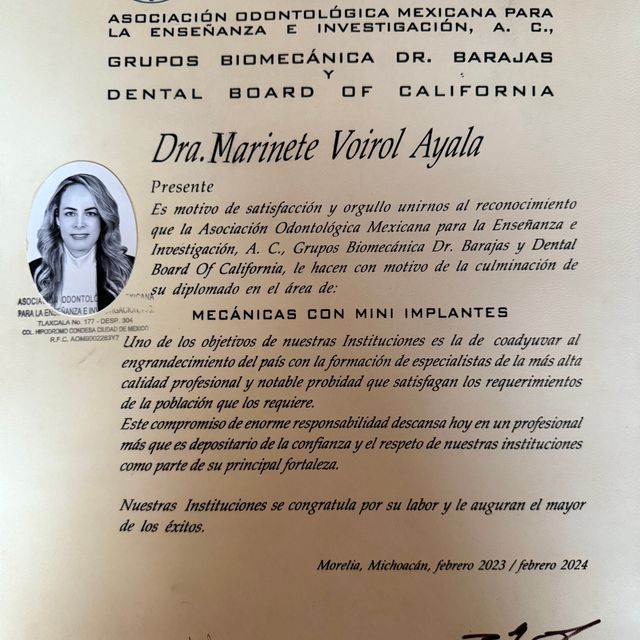 ASOCIACIÓN ODONTOLÓGICA MEXICANA PARA
LA ENSEÑANZA E INVESTIGACIÓN, A. C.,
GRUPOS BIOMECÁNICA DR. BARAJAS
Y
DENTAL BOARD OF CALIFORNIA
Dra. Marinete Voirol Ayala
Presente
Es motivo de satisfacción y orgullo unirnos al reconocimiento
que la Asociación Odontológica Mexicana para la Enseñanza e
Investigación, A. C., Grupos Biomecánica Dr. Barajas y Dental
Board Of California, le hacen con motivo de la culminación de
su diplomado en el área de:
MECÁNICAS CON MINI IMPLANTES
ASOCIACIÓN ODONTOLÓGICA MEXICANA
PARA LA ENSEÑANZA E INVESTIGACIÓN
TLAXCALA No. 177 - DESP. 304
COL. HIPODROMO CONDESA CIUDAD DE MEXICO
R.F.C. AOM9002263Y7
Uno de los objetivos de nuestras Instituciones es la de coadyuvar al
engrandecimiento del país con la formación de especialistas de la más alta
calidad profesional y notable probidad que satisfagan los requerimientos
de la población que los requiere.
Este compromiso de enorme responsabilidad descansa hoy en un profesional
más que es depositario de la confianza y el respeto de nuestras instituciones
como parte de su principal fortaleza.
Nuestras Instituciones se congratula por su labor y le auguran el mayor
de los éxitos.
Morelia, Michoacán, febrero 2023 / febrero 2024